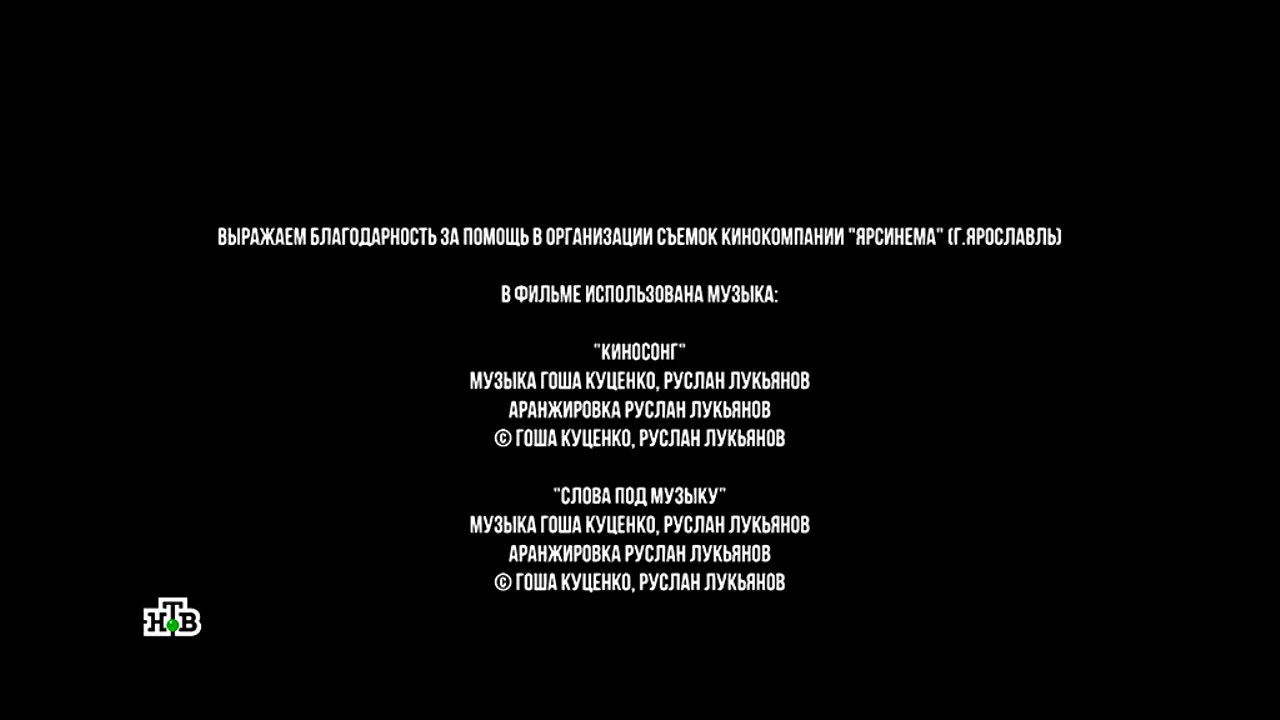 ВЫРАЖАЕМ БЛАГОДАРНОСТЬ ЗА ПОМОЩЬ В ОРГАНИЗАЦИИ СЪЕМОК КИНОКОМПАНИИ "ЯРСИНЕМА" (Г.ЯРОСЛАВЛЬ)
В ФИЛЬМЕ ИСПОЛЬЗОВАНА МУЗЫКА:
"КИНОСОНГ"
МУЗЫКА ГОША КУЦЕНКО, РУСЛАН ЛУКЬЯНОВ
АРАНЖИРОВКА РУСЛАН ЛУКЬЯНОВ
© ГОША КУЦЕНКО, РУСЛАН ЛУКЬЯНОВ
"СЛОВА ПОД МУЗЫКУ"
МУЗЫКА ГОША КУЦЕНКО, РУСЛАН ЛУКЬЯНОВ
АРАНЖИРОВКА РУСЛАН ЛУКЬЯНОВ
© ГОША КУЦЕНКО, РУСЛАН ЛУКЬЯНОВ
НТВ